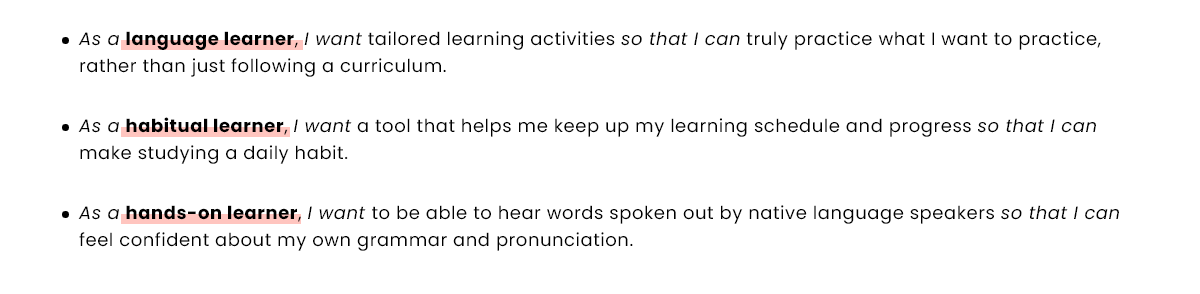 • As a language learner, I want tailored learning activities so that I can truly practice what I want to practice,
rather than just following a curriculum.
• As a habitual learner, I want a tool that helps me keep up my learning schedule and progress so that I can
make studying a daily habit.
• As a hands-on learner, I want to be able to hear words spoken out by native language speakers so that I can
feel confident about my own grammar and pronunciation.